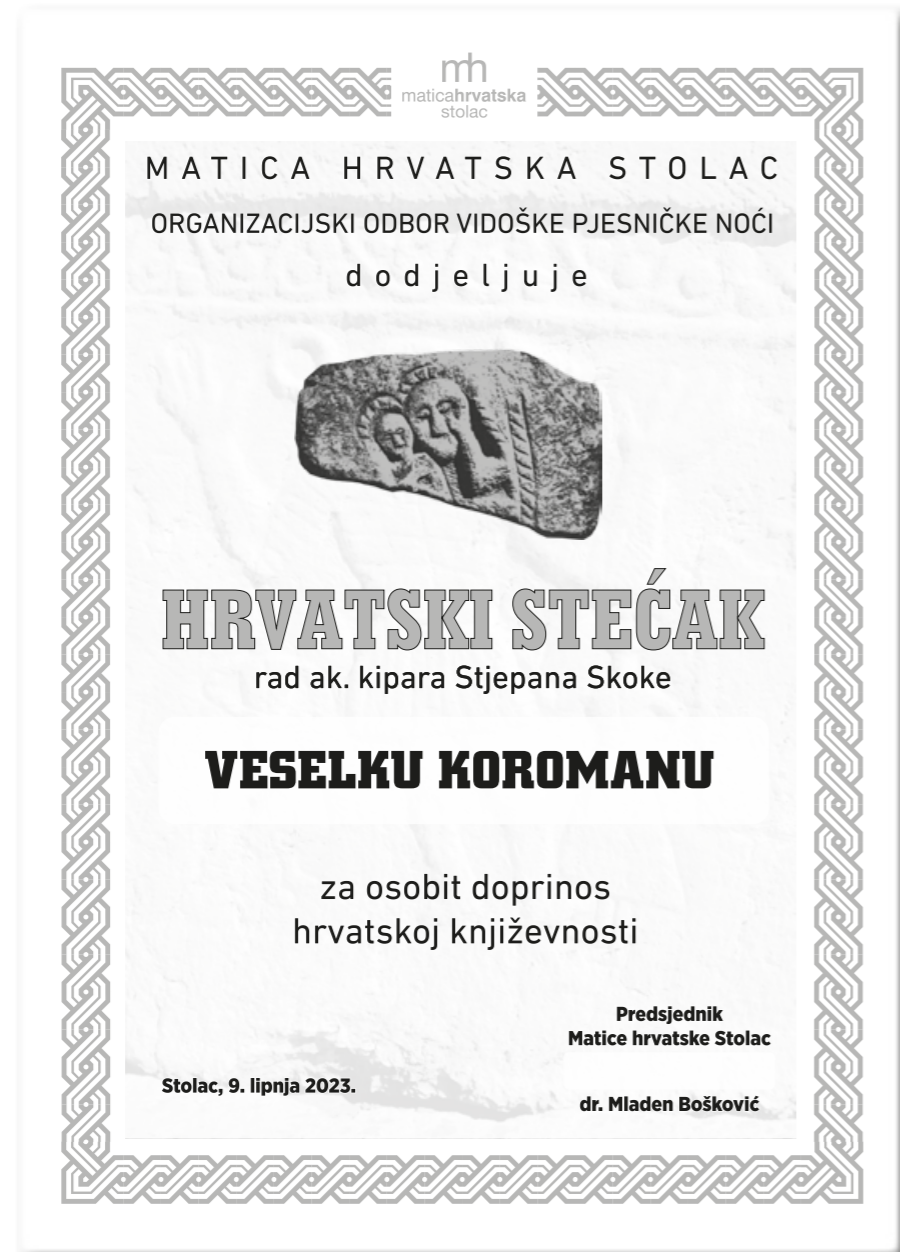 mh
maticahrvatska
stolac
MATICA HRVATSKA STOLAC
ORGANIZACIJSKI ODBOR VIDOŠKE PJESNIČKE NOĆI
dodjeljuje
HRVATSKI STEĆAK
rad ak. kipara Stjepana Skoke
VESELKU KOROMANU
za osobit doprinos
hrvatskoj književnosti
Predsjednik
Matice hrvatske Stolac
Stolac, 9. lipnja 2023.
dr. Mladen Bošković